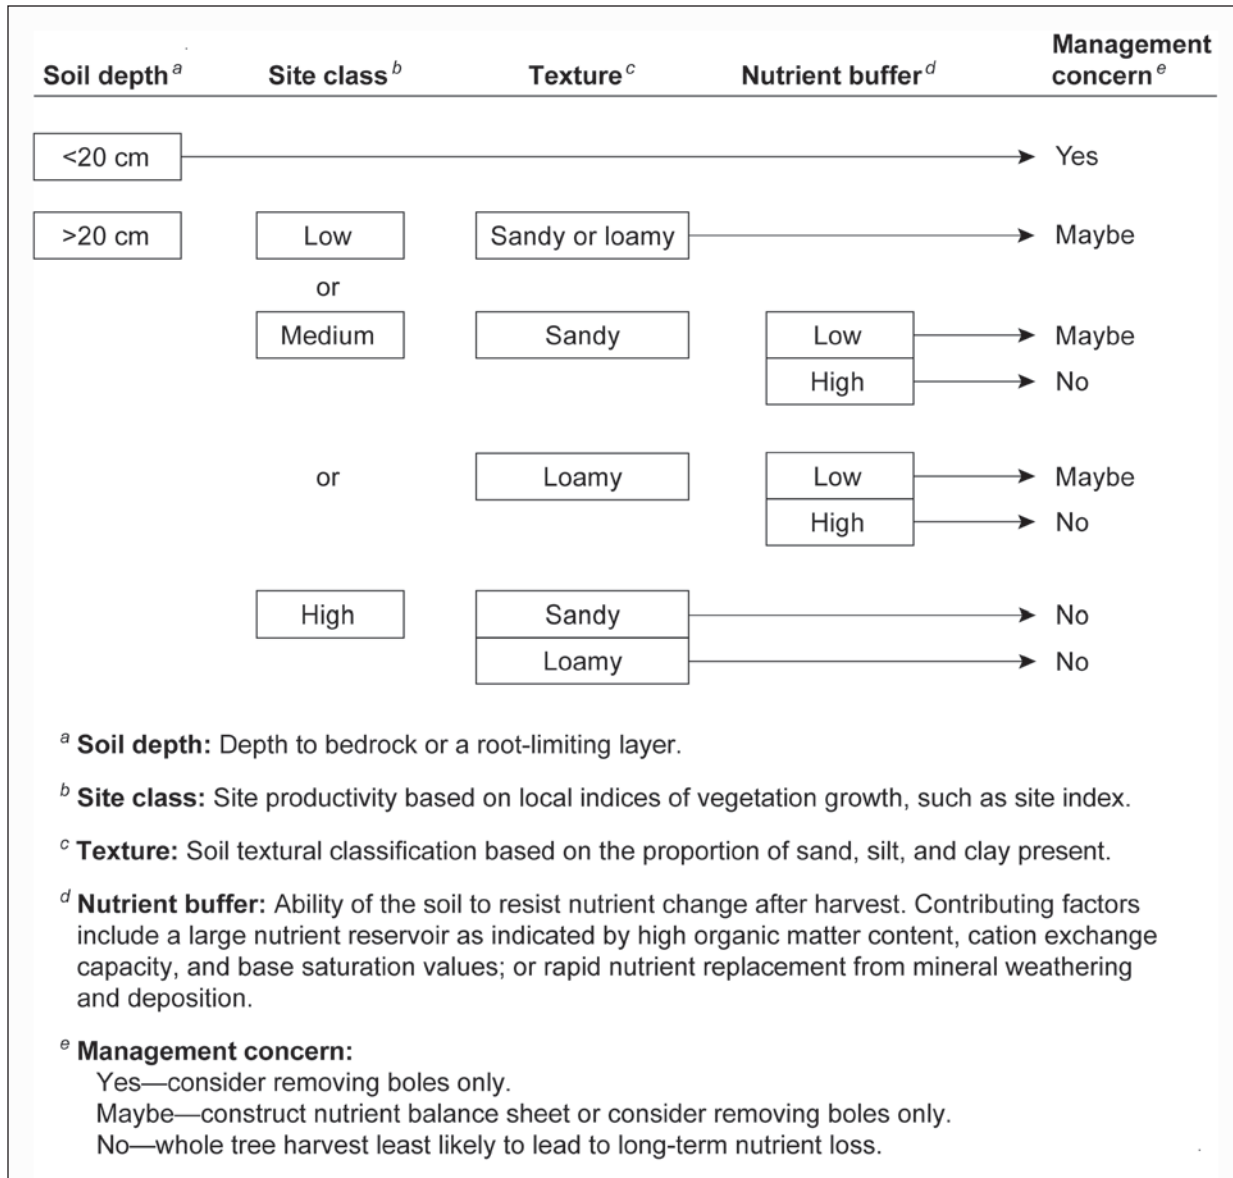 Soil depth a Site class b Texture c Nutrient buffer d Management concern e
<20 cm Yes
>20 cm Low Sandy or loamy Maybe
or
Medium Sandy Low Maybe
High No
or Loamy Low Maybe
High No
High Sandy No
Loamy No
a Soil depth: Depth to bedrock or a root-limiting layer.
b Site class: Site productivity based on local indices of vegetation growth, such as site index.
c Texture: Soil textural classification based on the proportion of sand, silt, and clay present.
d Nutrient buffer: Ability of the soil to resist nutrient change after harvest. Contributing factors
include a large nutrient reservoir as indicated by high organic matter content, cation exchange
capacity, and base saturation values; or rapid nutrient replacement from mineral weathering
and deposition.
e Management concern:
Yes—consider removing boles only.
Maybe—construct nutrient balance sheet or consider removing boles only.
No—whole tree harvest least likely to lead to long-term nutrient loss.